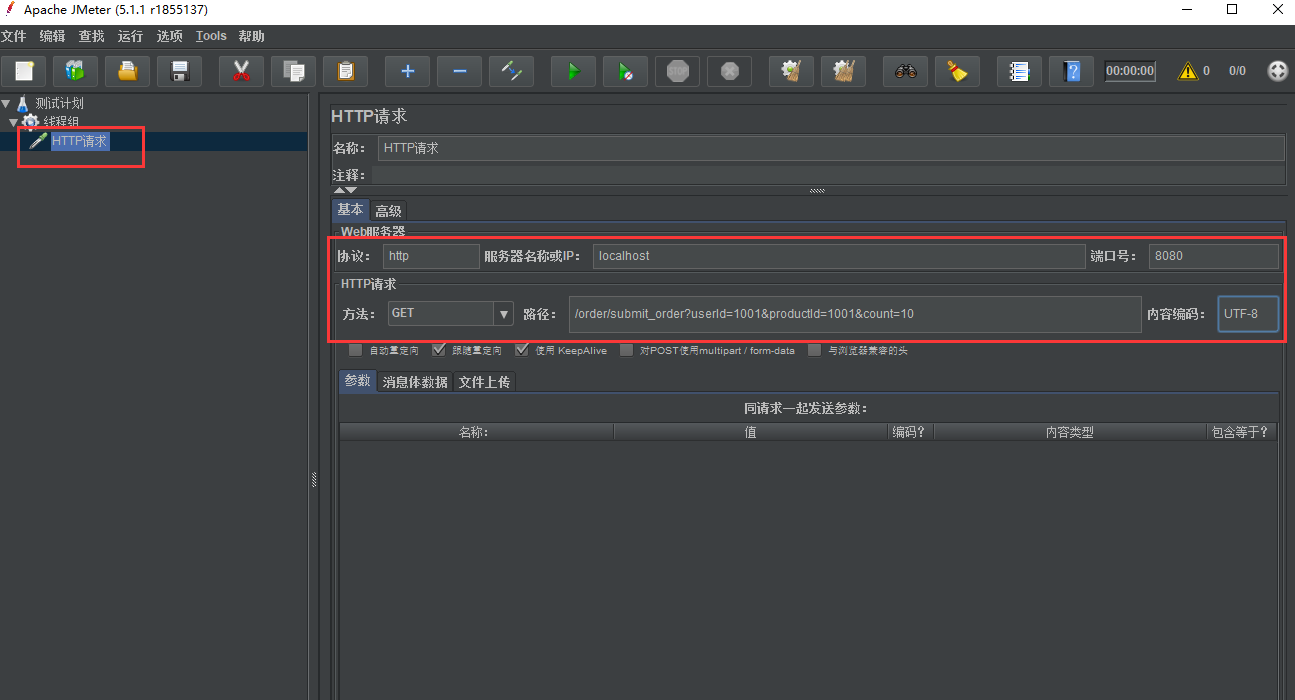 Apache JMeter (5.1.1 r1855137)
文件 编辑 查找 运行 选项 Tools 帮助
STOP 00:00:00 0 0/0
测试计划
线程组
HTTP请求
HTTP请求
名称： HTTP请求
注释：
基本 高级
Web服务器
协议： http 服务器名称或IP： localhost 端口号： 8080
HTTP请求
方法： GET 路径： /order/submit_order?userId=1001&productId=1001&count=10 内容编码： UTF-8
自动重定向 跟随重定向 使用 KeepAlive 对POST使用multipart / form-data 与浏览器兼容的头
参数 消息体数据 文件上传
同请求一起发送参数：
名称： 值 编码？ 内容类型 包含等于？